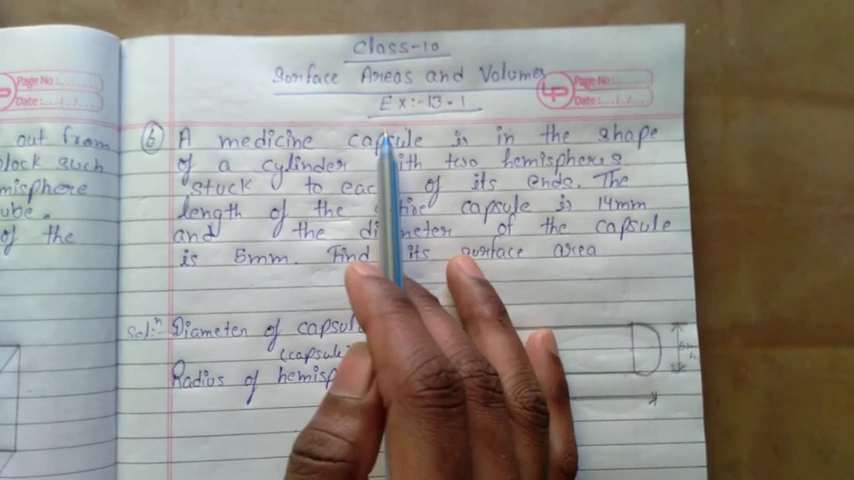 Page No:
Date:
out from
lock such
misphere
ube.
of the
Class-10
Surface Areas and Volumes
Ex:-13.1
Page No:
Date:
6 A medicine capsule is in the shape
of a cylinder with two hemispheres
stuck to eac of its ends. The
length of the entire capsule is 14mm
and the diameter of the capsule
is 5mm. Find its surface area
Sol:ⁿ Diameter of capsul
(capsule
Radius of hemisp